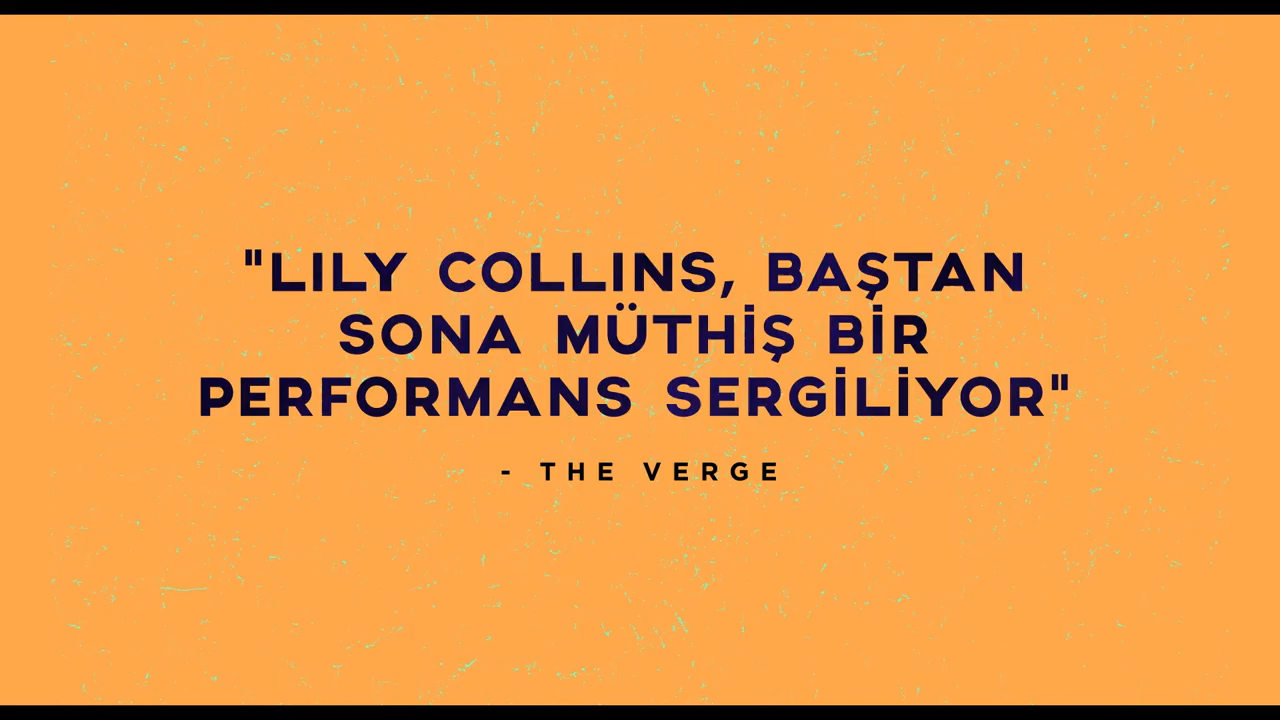 "LILY COLLINS, BAŞTAN
SONA MÜTHİŞ BİR
PERFORMANS SERGİLİYOR"
- THE VERGE